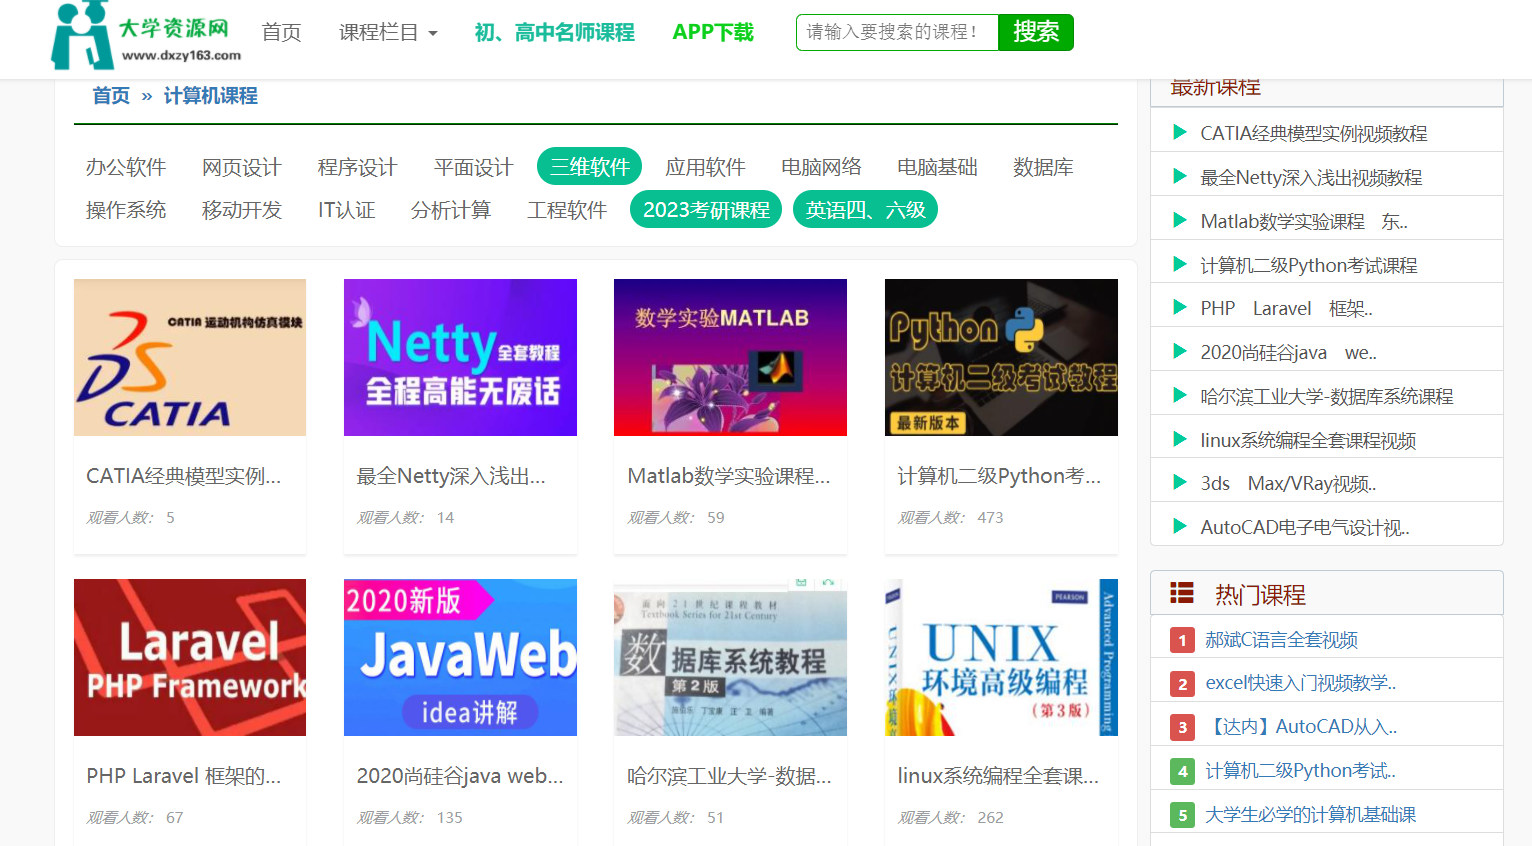 大学资源网
www.dxzy163.com
首页 课程栏目 初、高中名师课程 APP下载 请输入要搜索的课程！ 搜索
首页 » 计算机课程
办公软件 网页设计 程序设计 平面设计 三维软件 应用软件 电脑网络 电脑基础 数据库
操作系统 移动开发 IT认证 分析计算 工程软件 2023考研课程 英语四、六级
CATIA 运动机构仿真模块
CATIA
Netty全套教程
全程高能无废话
数学实验MATLAB
Python
计算机二级考试教程
最新版本
CATIA经典模型实例...
最全Netty深入浅出...
Matlab数学实验课程...
计算机二级Python考...
观看人数： 5
观看人数： 14
观看人数： 59
观看人数： 473
Laravel
PHP Framework
2020新版
JavaWeb
idea讲解
面向21世纪课程教材
Textbook Series for 21st Century
数据库系统教程
第2版
PEARSON
UNIX
环境高级编程
（第3版）
Advanced Programming
PHP Laravel 框架的...
2020尚硅谷java web...
哈尔滨工业大学-数据...
linux系统编程全套课...
观看人数： 67
观看人数： 135
观看人数： 51
观看人数： 262
最新课程
CATIA经典模型实例视频教程
最全Netty深入浅出视频教程
Matlab数学实验课程 东..
计算机二级Python考试课程
PHP Laravel 框架..
2020尚硅谷java we..
哈尔滨工业大学-数据库系统课程
linux系统编程全套课程视频
3ds Max/VRay视频..
AutoCAD电子电气设计视..
热门课程
1 郝斌C语言全套视频
2 excel快速入门视频教学..
3 【达内】AutoCAD从入..
4 计算机二级Python考试..
5 大学生必学的计算机基础课